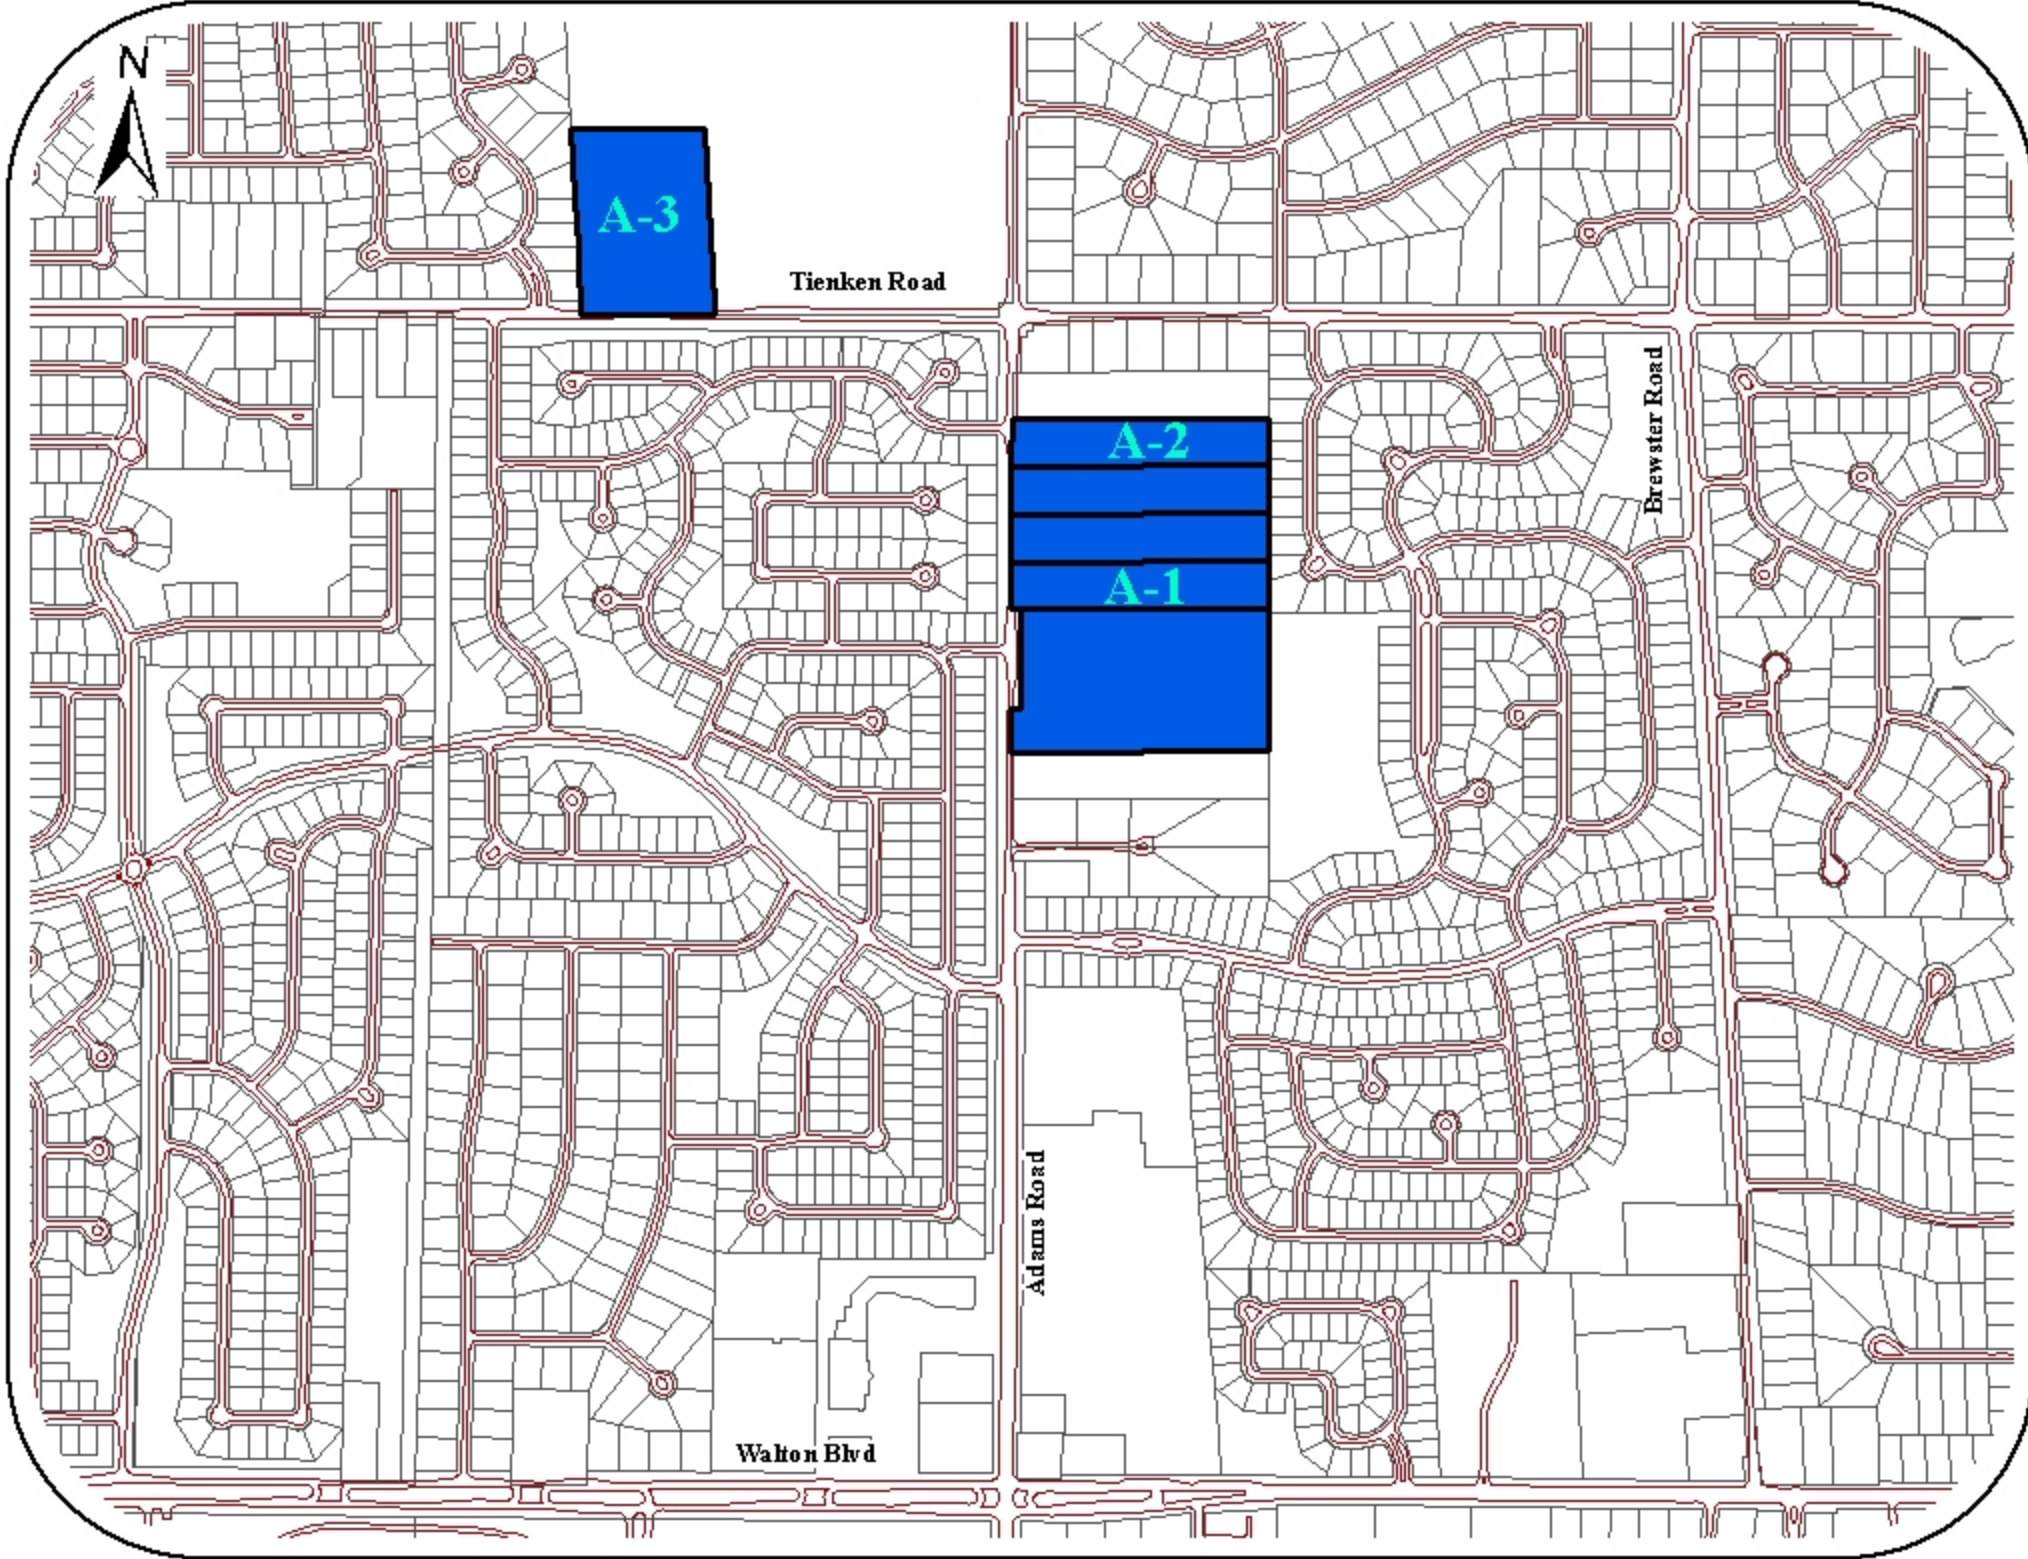 N
A-3
Tienken Road
A-2
Brewster Road
A-1
Adams Road
Walton Blvd